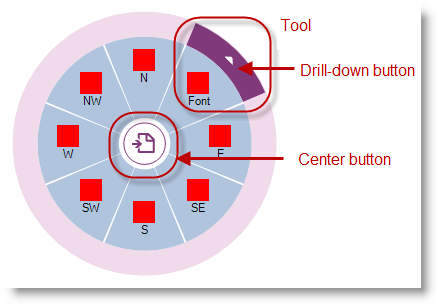 Tool
N
Drill-down button
NW
Font
W
E
Center button
SW
SE
S